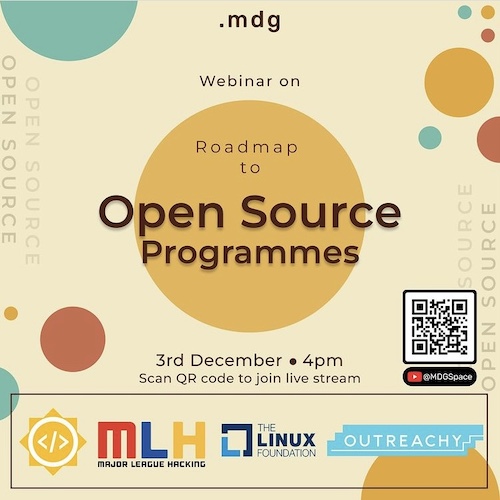 .mdg
Webinar on
Roadmap
to
Open Source
Programmes
OPEN SOURCE
OPEN SOURCE
SOURCE
OPEN SOURCE
@MDGSpace
3rd December ● 4pm
Scan QR code to join live stream
</>
MLH
MAJOR LEAGUE HACKING
THE
LINUX
FOUNDATION
OUTREACHY